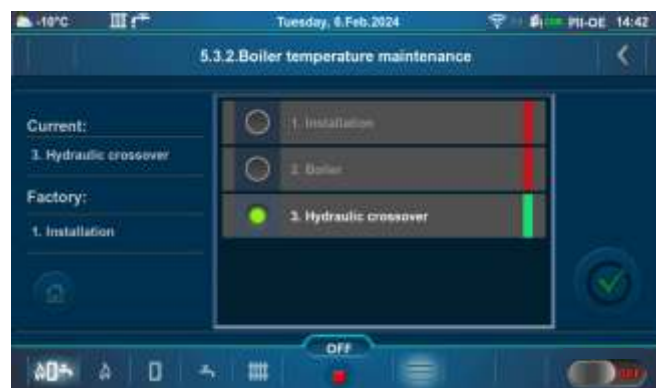 -10°C
Tuesday, 6.Feb.2024
PII-OE 14:42
5.3.2.Boiler temperature maintenance
Current:
3. Hydraulic crossover
Factory:
1. Installation
1. Installation
2. Boiler
3. Hydraulic crossover
OFF
OFF